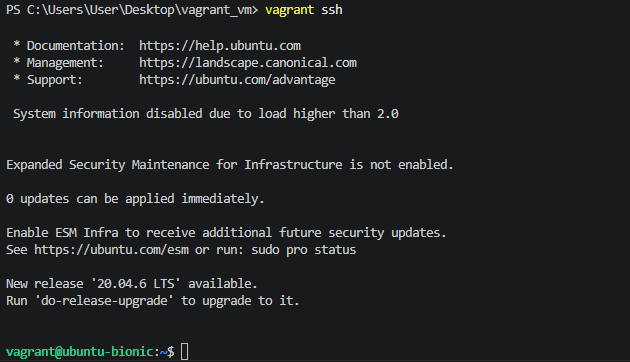 PS C:\Users\User\Desktop\vagrant_vm> vagrant ssh
* Documentation:  https://help.ubuntu.com
* Management:     https://landscape.canonical.com
* Support:        https://ubuntu.com/advantage
System information disabled due to load higher than 2.0
Expanded Security Maintenance for Infrastructure is not enabled.
0 updates can be applied immediately.
Enable ESM Infra to receive additional future security updates.
See https://ubuntu.com/esm or run: sudo pro status
New release '20.04.6 LTS' available.
Run 'do-release-upgrade' to upgrade to it.
vagrant@ubuntu-bionic:~$